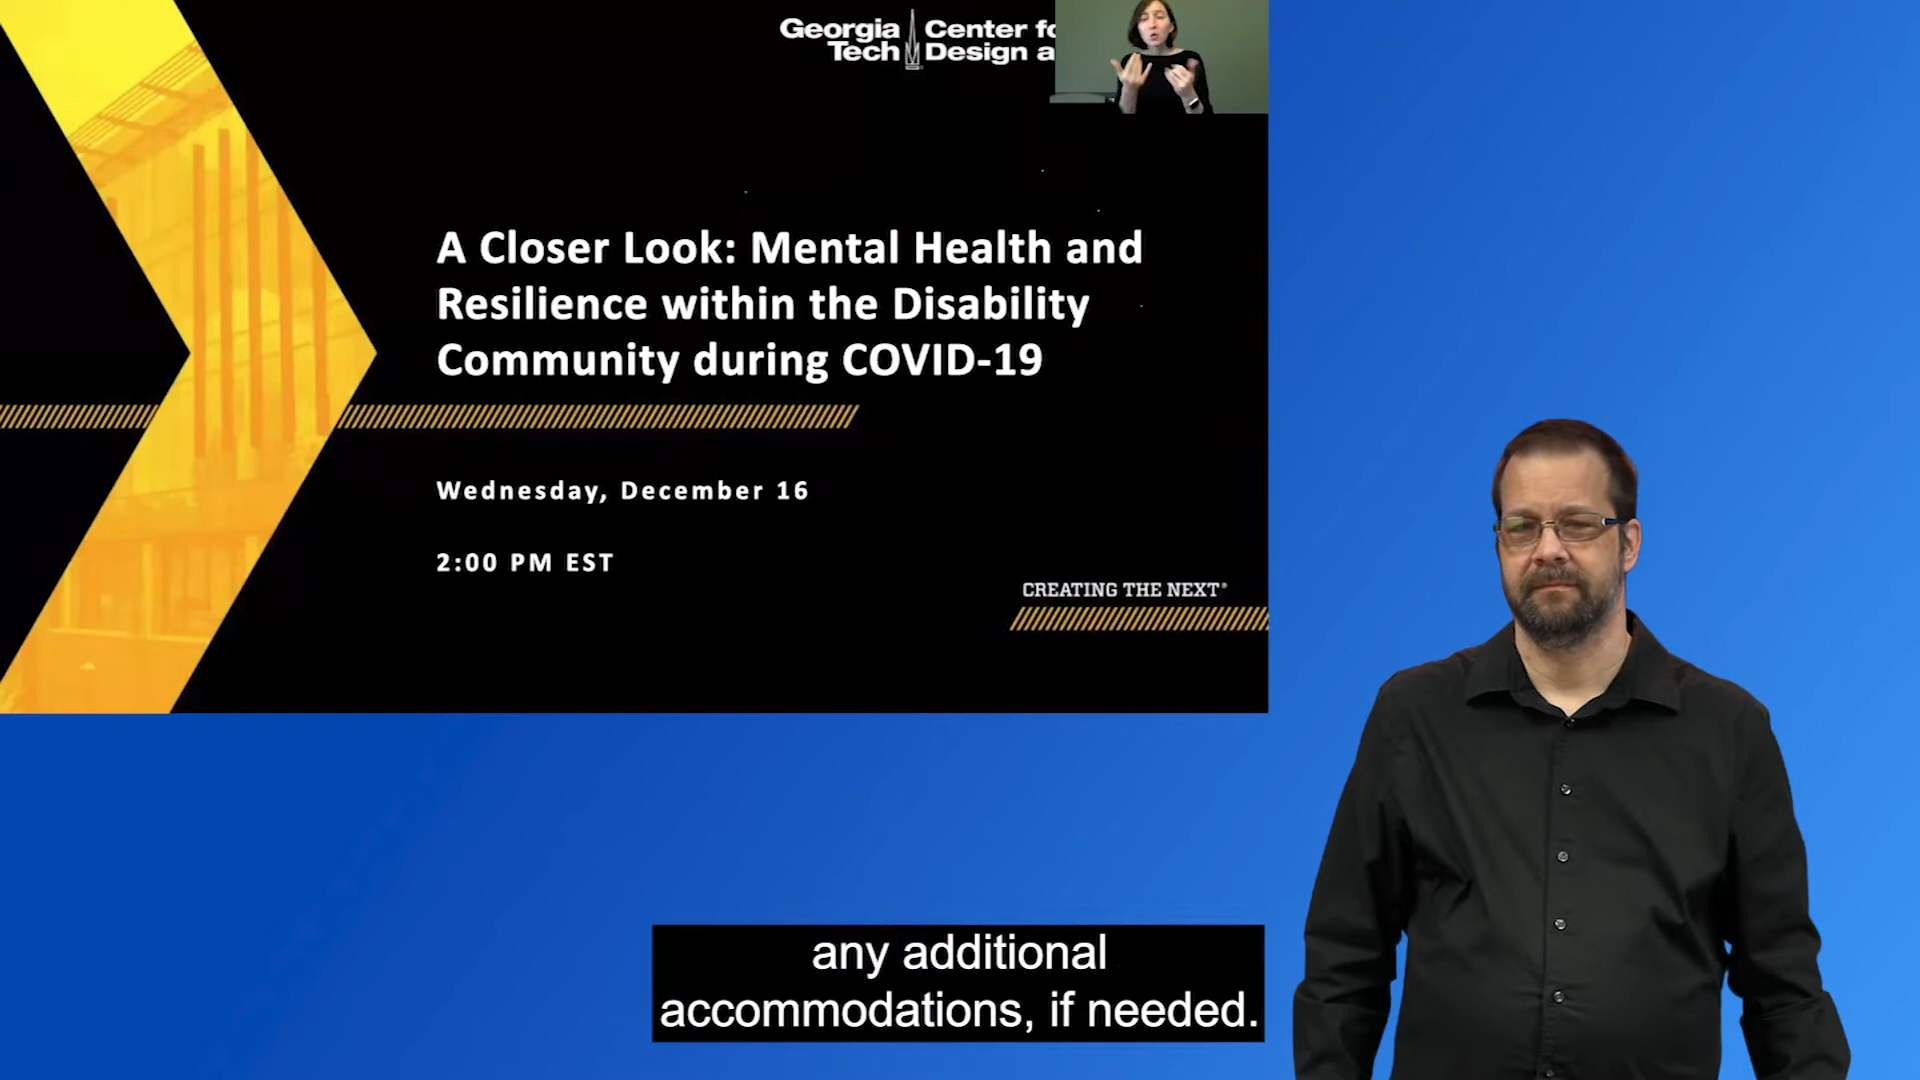 Georgia Tech
Center
Design
A Closer Look: Mental Health and
Resilience within the Disability
Community during COVID-19
Wednesday, December 16
2:00 PM EST
CREATING THE NEXT®
any additional
accommodations, if needed.